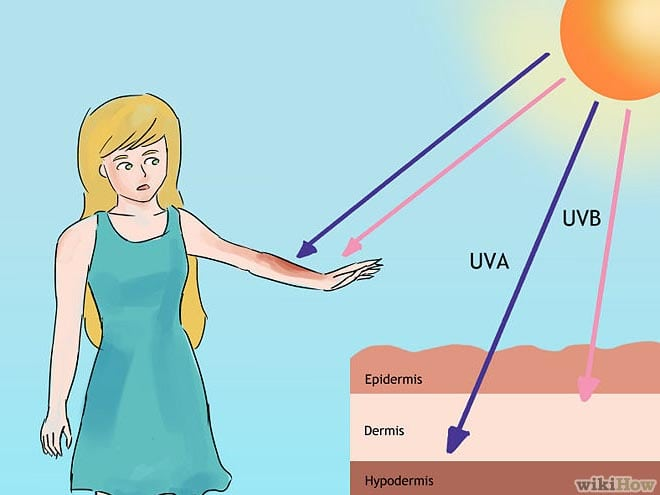 UVB
UVA
Epidermis
Dermis
Hypodermis
wikiHow